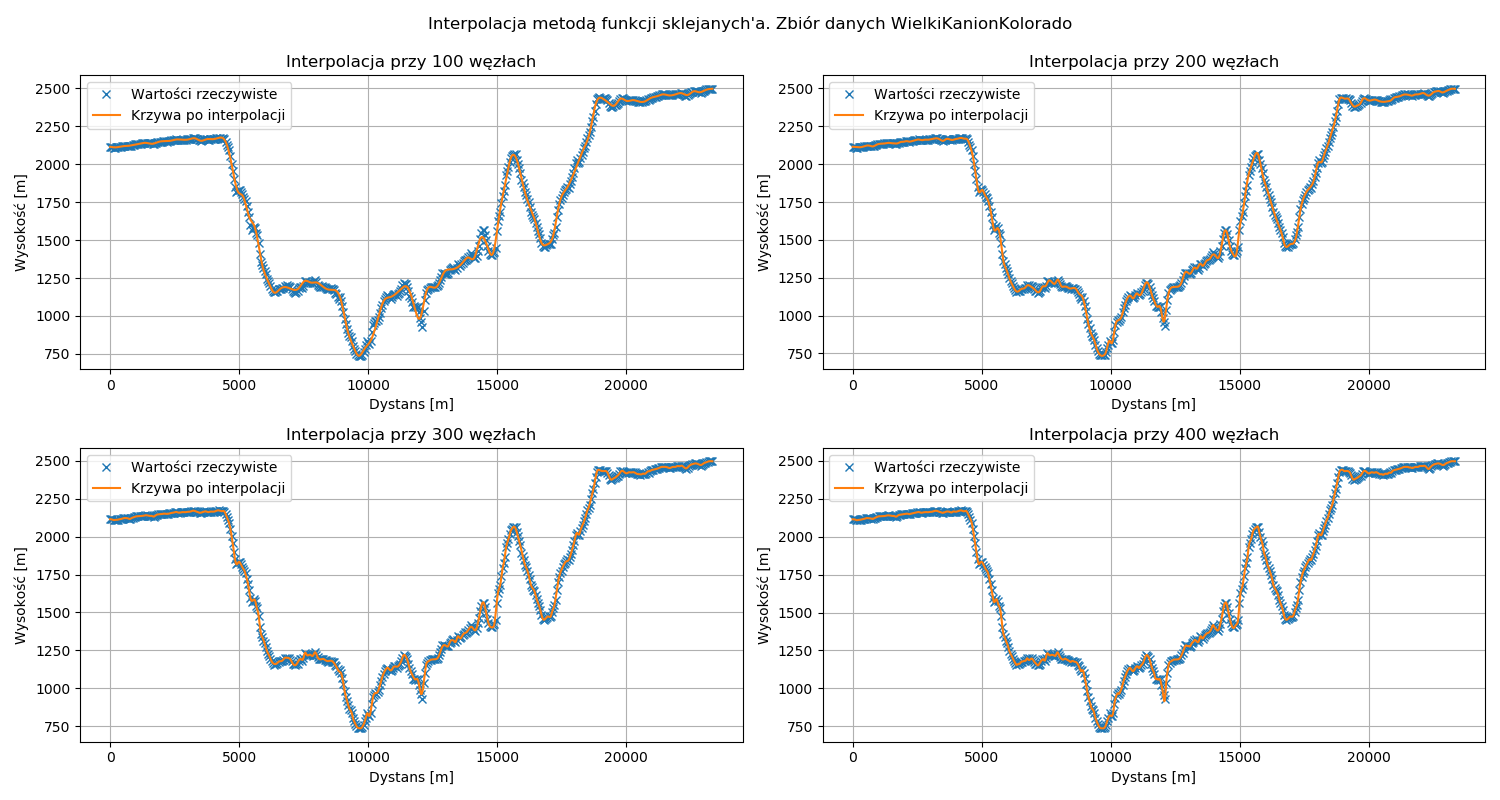 Interpolacja metodą funkcji sklejanych'a. Zbiór danych WielkiKanionKolorado
Interpolacja przy 100 węzłach
Wartości rzeczywiste
Krzywa po interpolacji
2500
2250
2000
1750
1500
1250
1000
750
Wysokość [m]
0 5000 10000 15000 20000
Dystans [m]
Interpolacja przy 200 węzłach
Wartości rzeczywiste
Krzywa po interpolacji
2500
2250
2000
1750
1500
1250
1000
750
Wysokość [m]
0 5000 10000 15000 20000
Dystans [m]
Interpolacja przy 300 węzłach
Wartości rzeczywiste
Krzywa po interpolacji
2500
2250
2000
1750
1500
1250
1000
750
Wysokość [m]
0 5000 10000 15000 20000
Dystans [m]
Interpolacja przy 400 węzłach
Wartości rzeczywiste
Krzywa po interpolacji
2500
2250
2000
1750
1500
1250
1000
750
Wysokość [m]
0 5000 10000 15000 20000
Dystans [m]